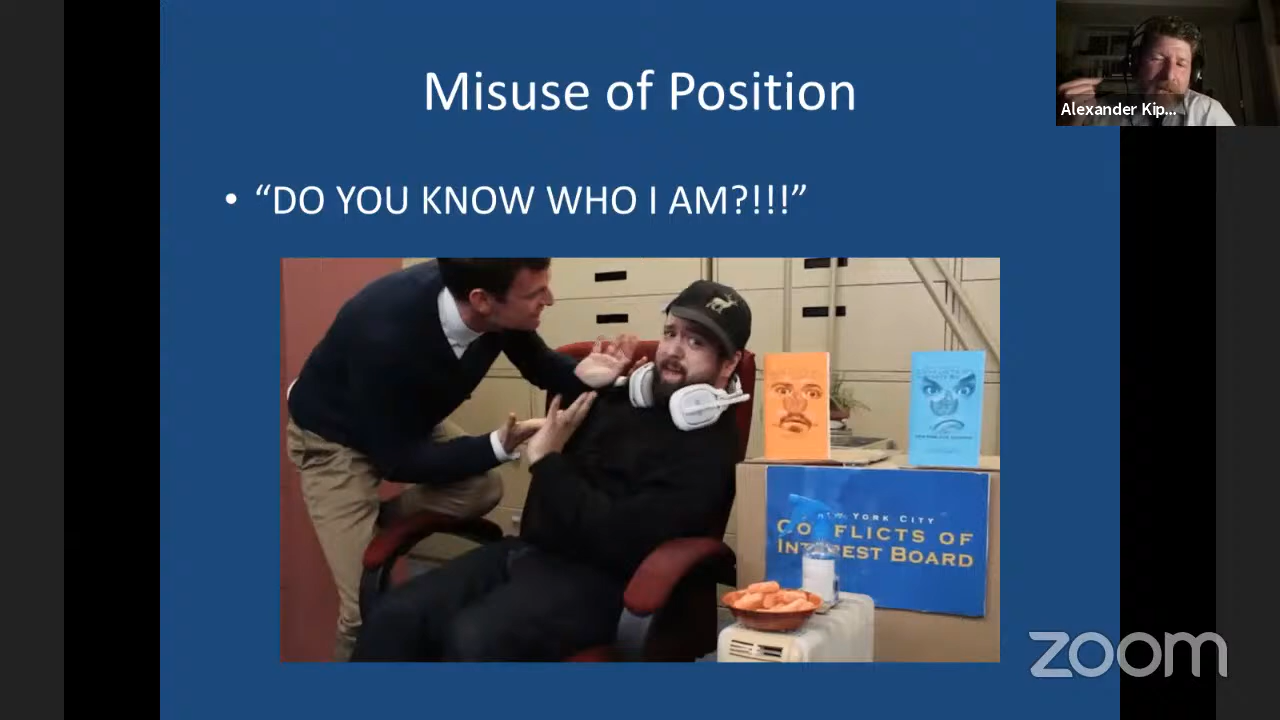 Misuse of Position
Alexander Kip...
• “DO YOU KNOW WHO I AM?!!!”
NEW YORK CITY
CONFLICTS OF
INTEREST BOARD
zoom